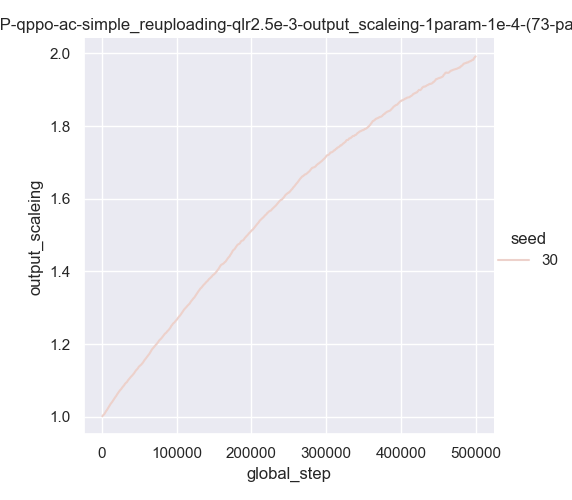 P-qppo-ac-simple_reuploading-qlr2.5e-3-output_scaleing-1param-1e-4-(73-pa
2.0
1.8
1.6
1.4
1.2
1.0
output_scaleing
0 100000 200000 300000 400000 500000
global_step
seed
30